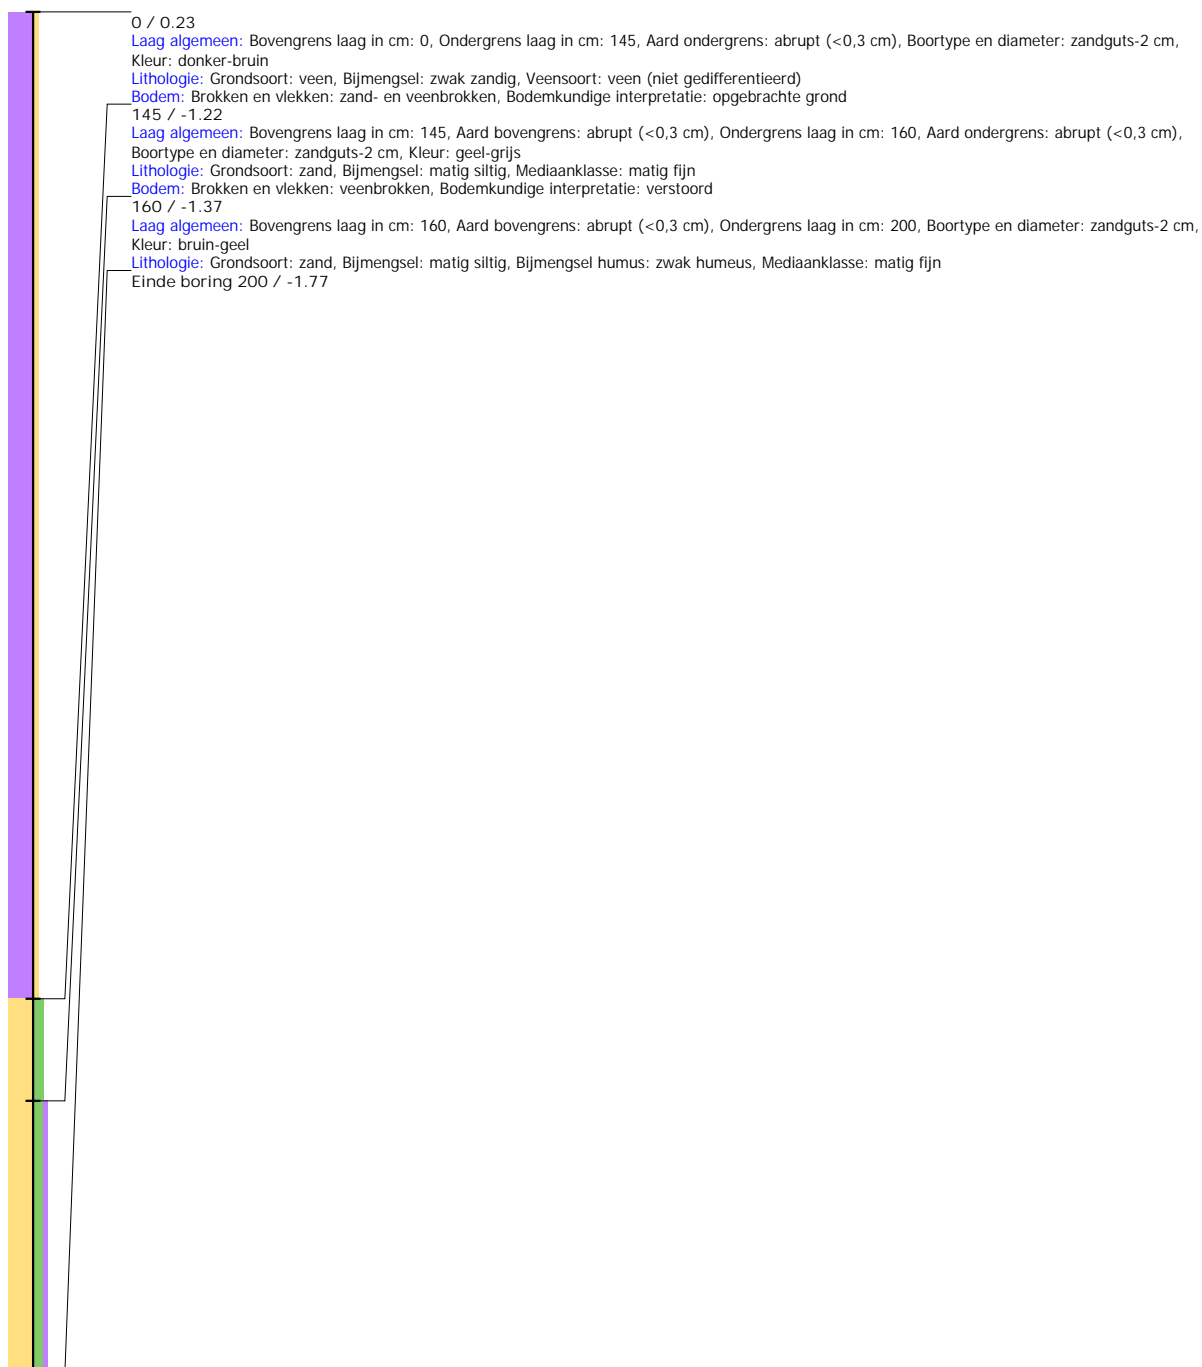 0 / 0.23
Laag algemeen: Bovengrens laag in cm: 0, Ondergrens laag in cm: 145, Aard ondergrens: abrupt (<0,3 cm), Boortype en diameter: zandguts-2 cm,
Kleur: donker-bruin
Lithologie: Grondsoort: veen, Bijmengsel: zwak zandig, Veensoort: veen (niet gedifferentieerd)
Bodem: Brokken en vlekken: zand- en veenbrokken, Bodemkundige interpretatie: opgebrachte grond
145 / -1.22
Laag algemeen: Bovengrens laag in cm: 145, Aard bovengrens: abrupt (<0,3 cm), Ondergrens laag in cm: 160, Aard ondergrens: abrupt (<0,3 cm),
Boortype en diameter: zandguts-2 cm, Kleur: geel-grijs
Lithologie: Grondsoort: zand, Bijmengsel: matig siltig, Mediaanklasse: matig fijn
Bodem: Brokken en vlekken: veenbrokken, Bodemkundige interpretatie: verstoord
160 / -1.37
Laag algemeen: Bovengrens laag in cm: 160, Aard bovengrens: abrupt (<0,3 cm), Ondergrens laag in cm: 200, Boortype en diameter: zandguts-2 cm,
Kleur: bruin-geel
Lithologie: Grondsoort: zand, Bijmengsel: matig siltig, Bijmengsel humus: zwak humeus, Mediaanklasse: matig fijn
Einde boring 200 / -1.77